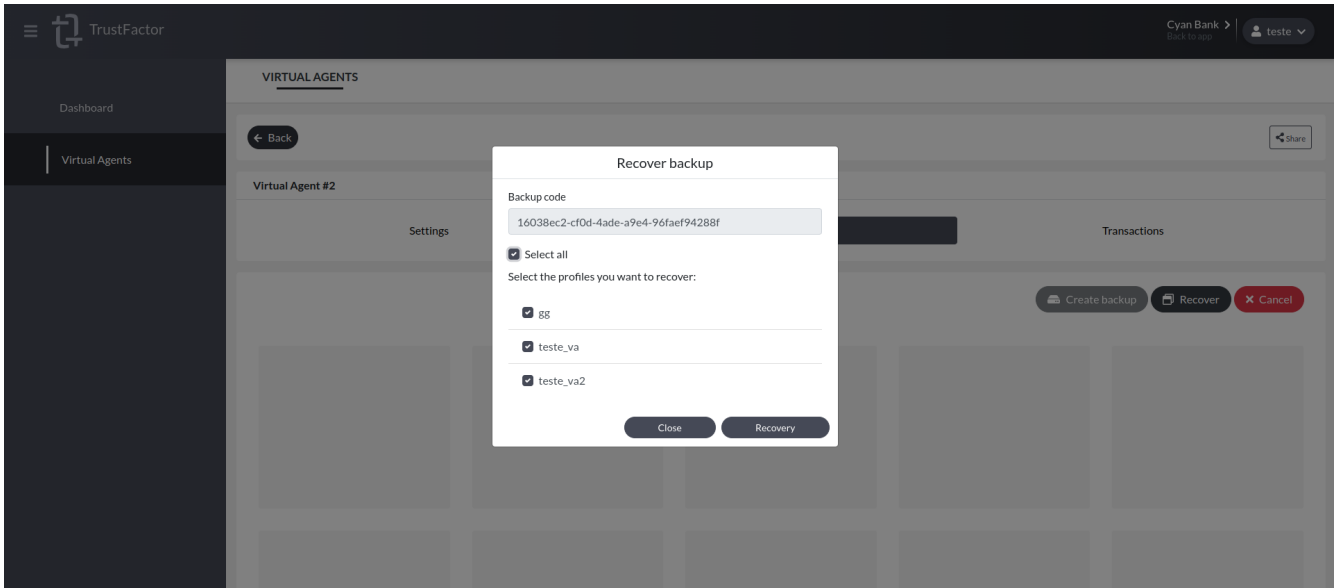 TrustFactor
Cyan Bank
Back to app
teste
VIRTUAL AGENTS
Dashboard
Virtual Agents
Back
Share
Virtual Agent #2
Settings
Transactions
Create backup
Recover
Cancel
Recover backup
Backup code
16038ec2-cf0d-4ade-a9e4-96faef94288f
Select all
Select the profiles you want to recover:
gg
teste_va
teste_va2
Close
Recovery